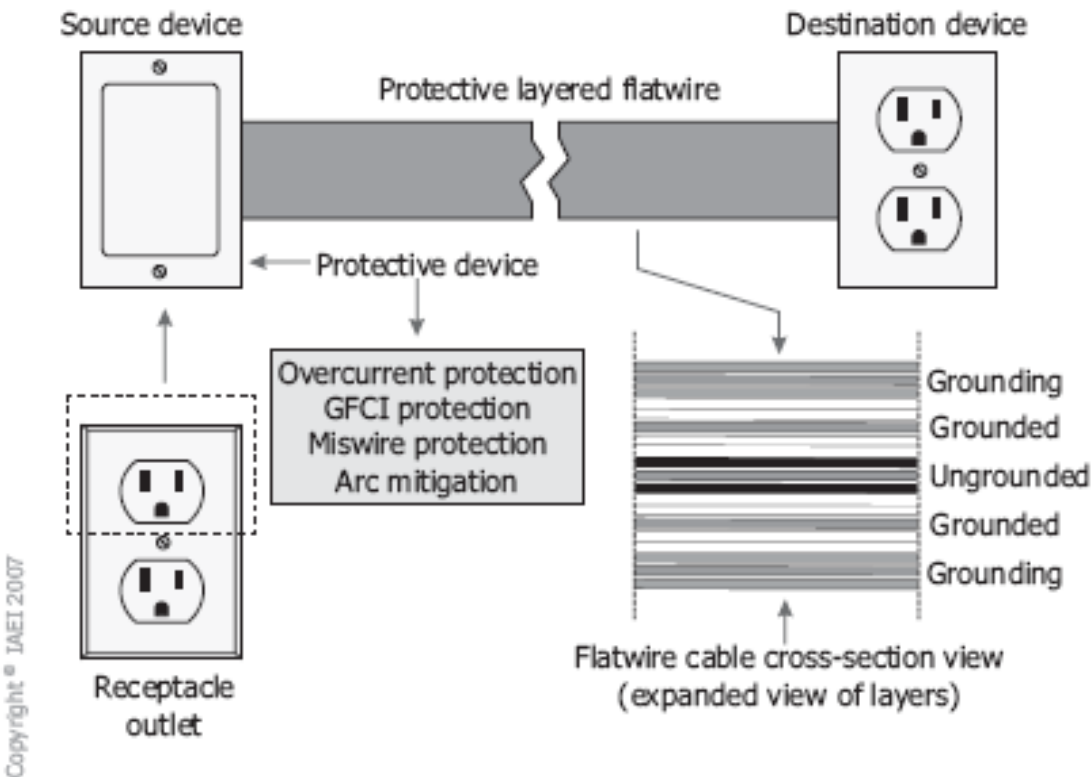 Source device
Destination device
Protective layered flatwire
Protective device
Overcurrent protection
GFCI protection
Miswire protection
Arc mitigation
Grounding
Grounded
Ungrounded
Grounded
Grounding
Flatwire cable cross-section view
(expanded view of layers)
Receptacle
outlet
Copyright © IAEI 2007